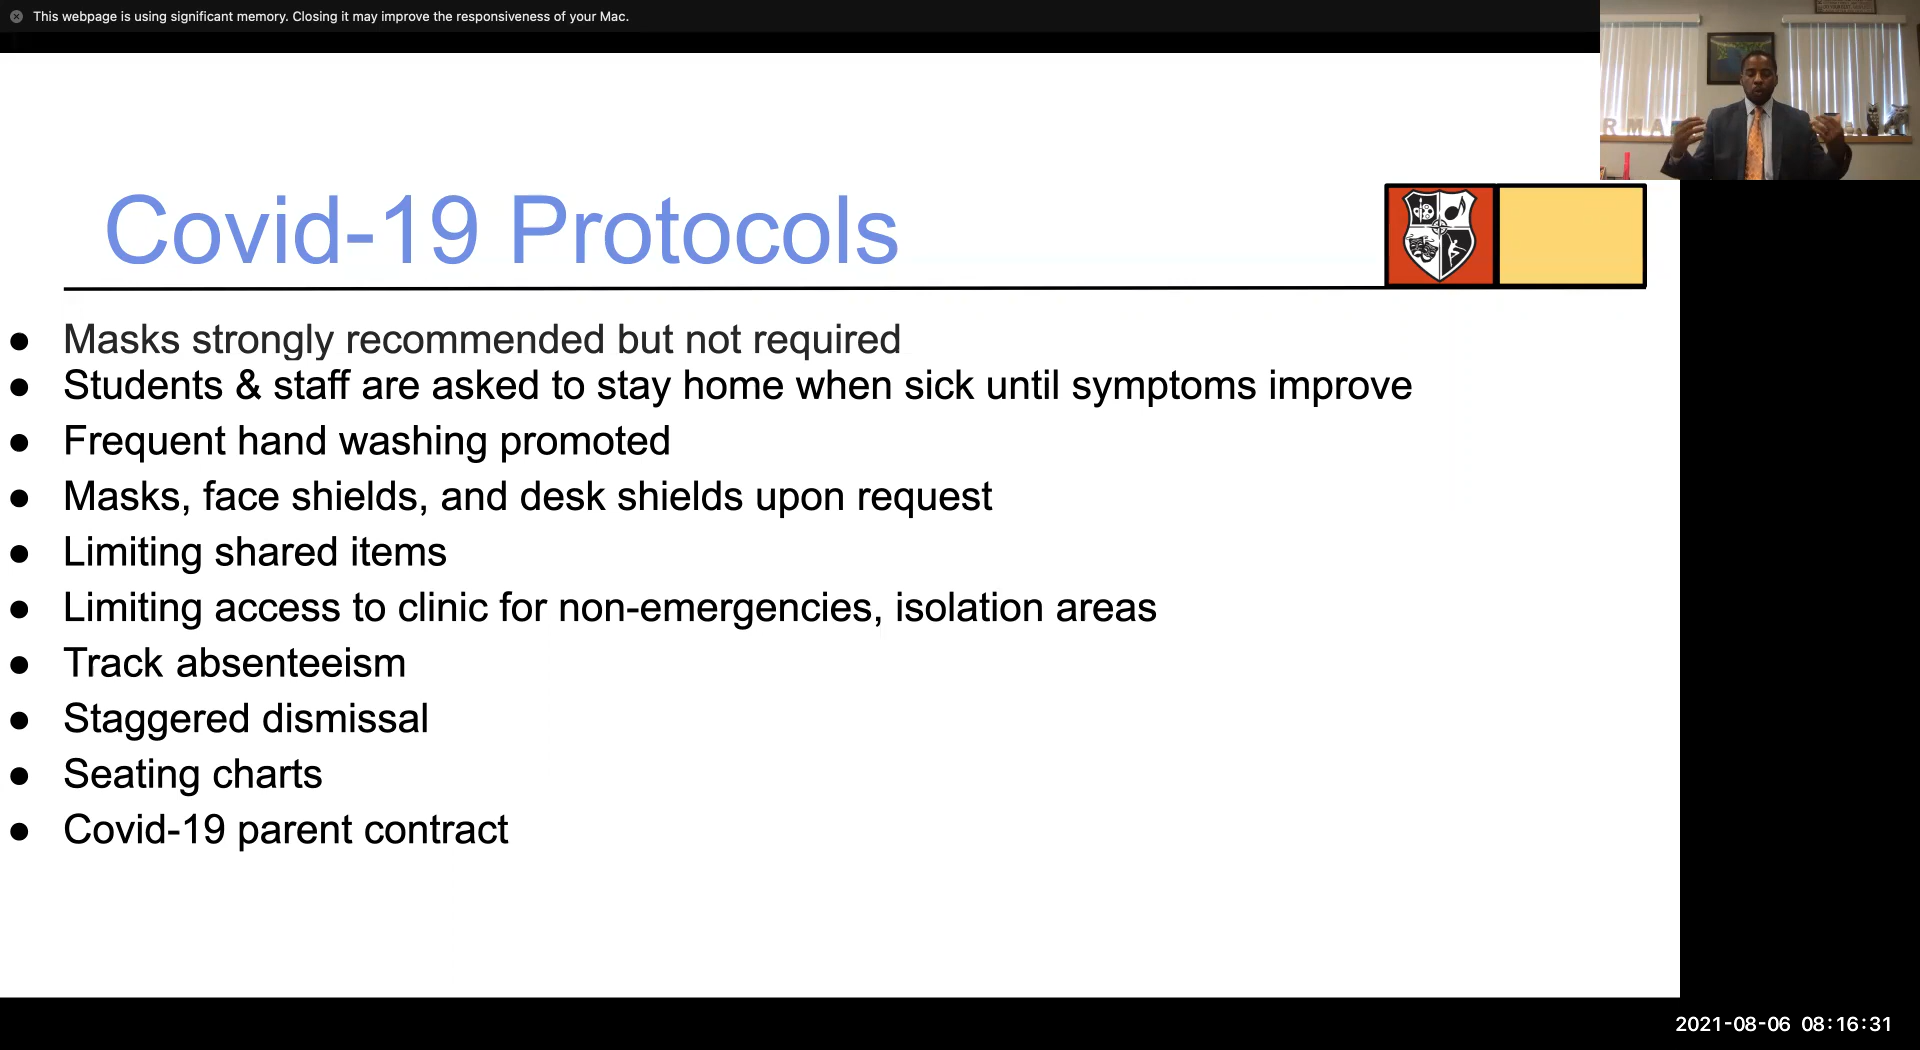 This webpage is using significant memory. Closing it may improve the responsiveness of your Mac.
RMA
Covid-19 Protocols
Masks strongly recommended but not required
Students & staff are asked to stay home when sick until symptoms improve
Frequent hand washing promoted
Masks, face shields, and desk shields upon request
Limiting shared items
Limiting access to clinic for non-emergencies, isolation areas
Track absenteeism
Staggered dismissal
Seating charts
Covid-19 parent contract
2021-08-06 08:16:31